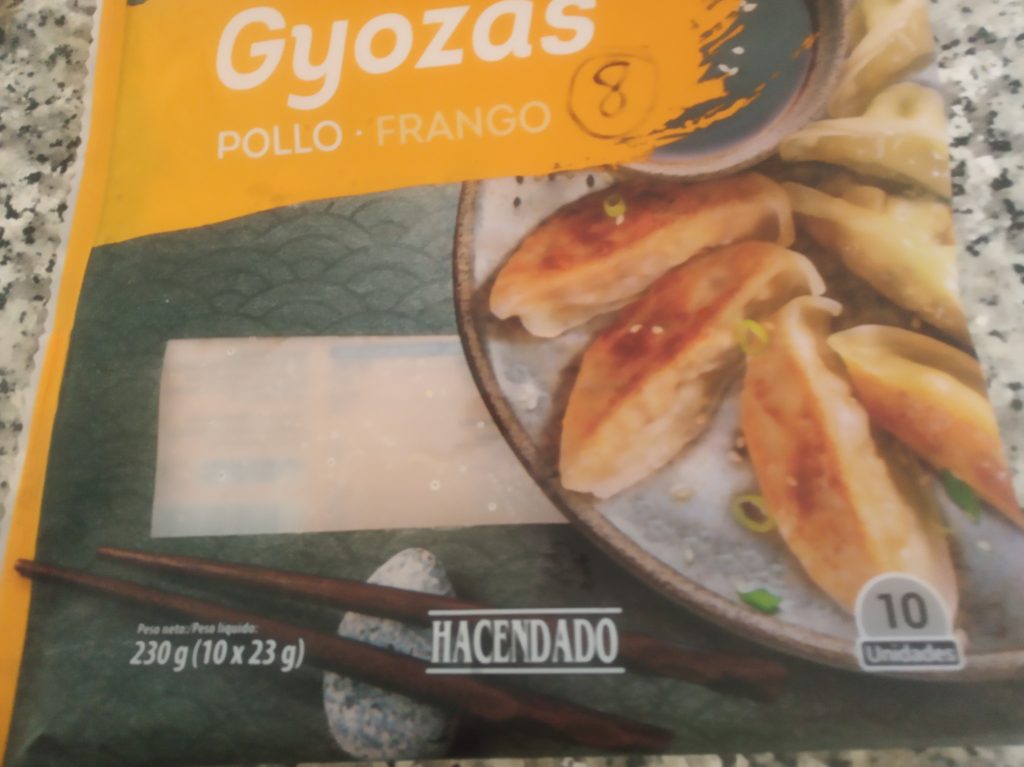 Gyozas
8
POLLO · FRANGO
Peso neto:/Peso líquido:
230 g (10 x 23 g)
HACENDADO
10
Unidades